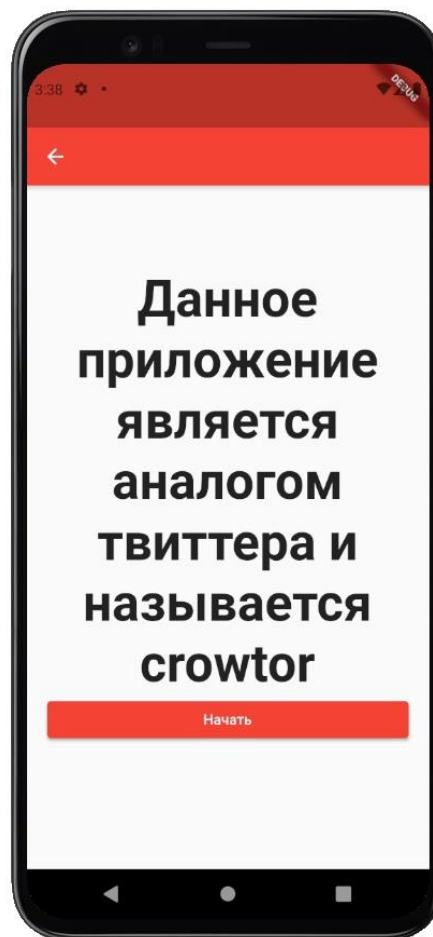 3:38
DEBUG
Данное
приложение
является
аналогом
твиттера и
называется
crowtor
Начать